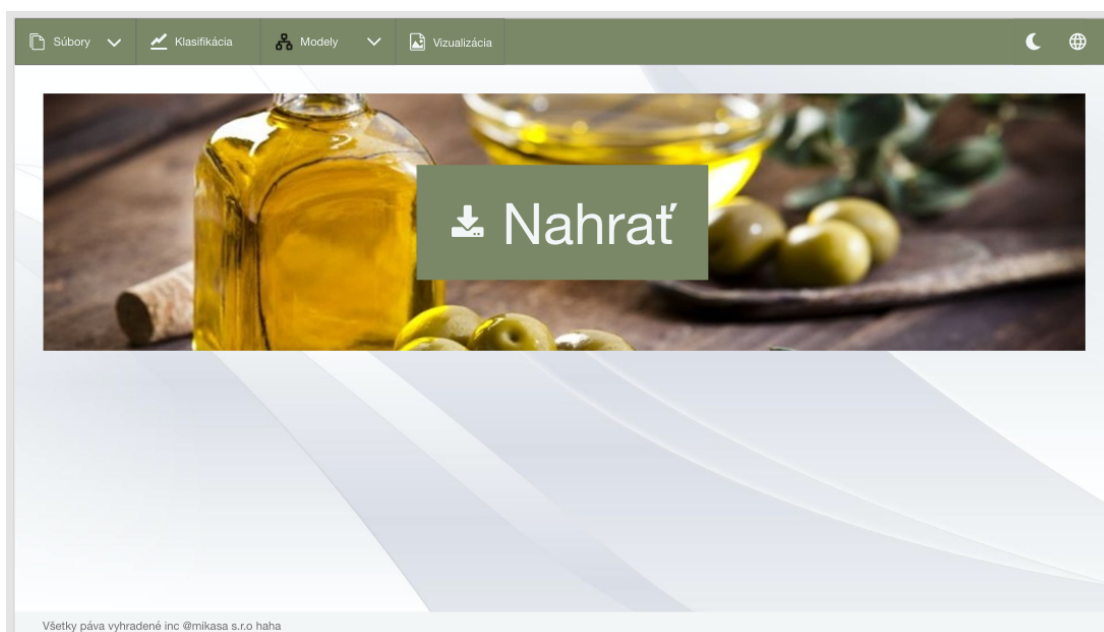 Súbory
Klasifikácia
Modely
Vizualizácia
Nahrať
Všetky páva vyhradené inc @mikasa s.r.o haha